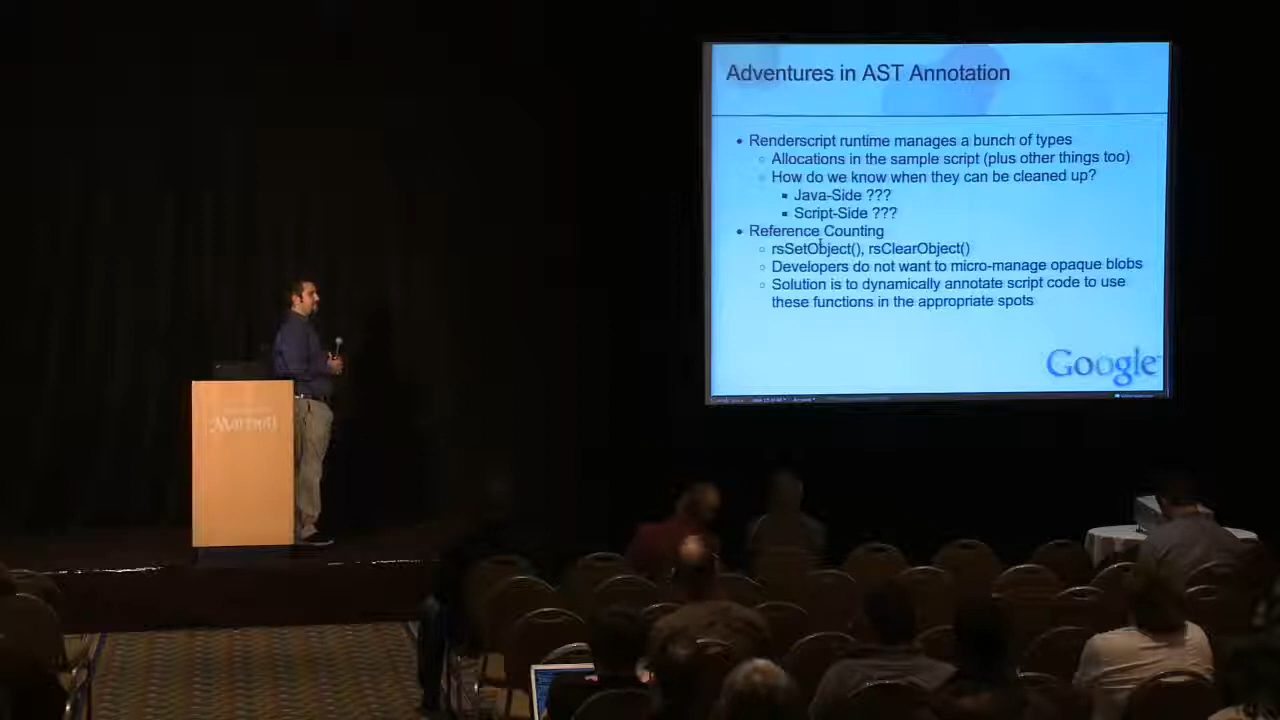 Adventures in AST Annotation
• Renderscript runtime manages a bunch of types
○ Allocations in the sample script (plus other things too)
○ How do we know when they can be cleaned up?
▪ Java-Side ???
▪ Script-Side ???
• Reference Counting
○ rsSetObject(), rsClearObject()
○ Developers do not want to micro-manage opaque blobs
○ Solution is to dynamically annotate script code to use
these functions in the appropriate spots
Google
Marriott